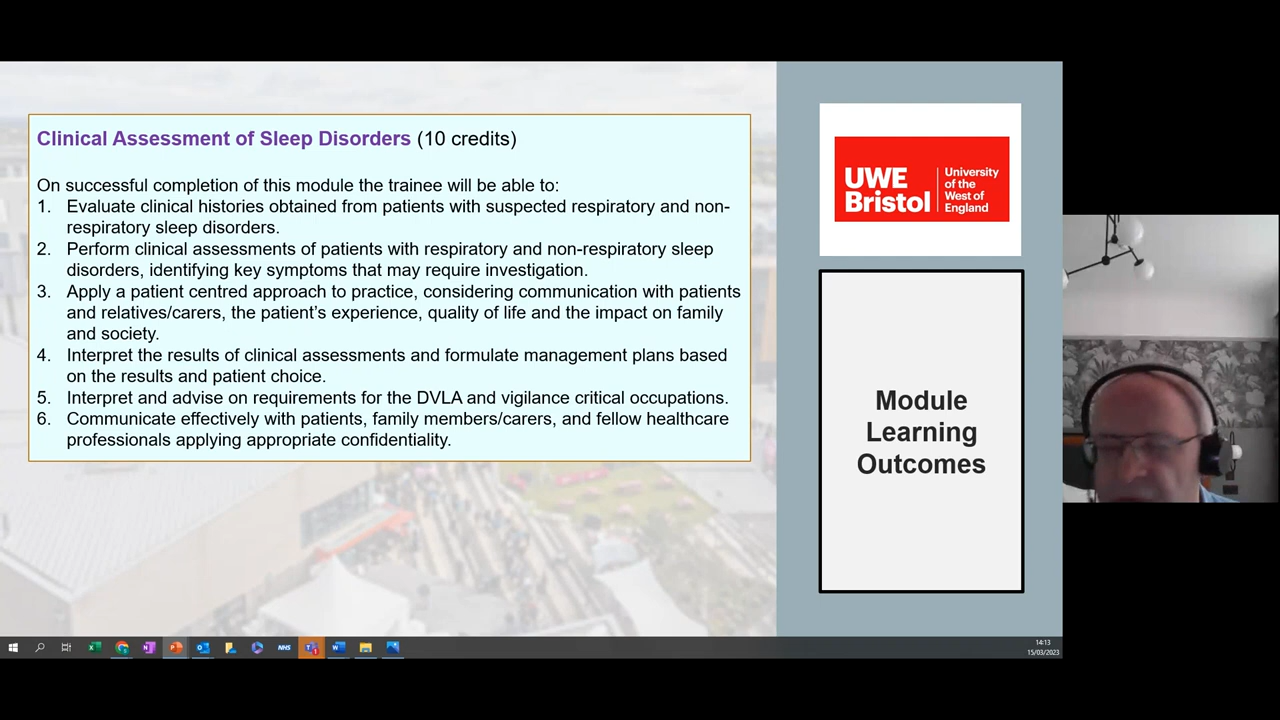 Clinical Assessment of Sleep Disorders (10 credits)
On successful completion of this module the trainee will be able to:
1. Evaluate clinical histories obtained from patients with suspected respiratory and non-
respiratory sleep disorders.
2. Perform clinical assessments of patients with respiratory and non-respiratory sleep
disorders, identifying key symptoms that may require investigation.
3. Apply a patient centred approach to practice, considering communication with patients
and relatives/carers, the patient's experience, quality of life and the impact on family
and society.
4. Interpret the results of clinical assessments and formulate management plans based
on the results and patient choice.
5. Interpret and advise on requirements for the DVLA and vigilance critical occupations.
6. Communicate effectively with patients, family members/carers, and fellow healthcare
professionals applying appropriate confidentiality.
UWE
Bristol
University
of the
West of
England
Module
Learning
Outcomes
NHS
14:13
15/03/2023